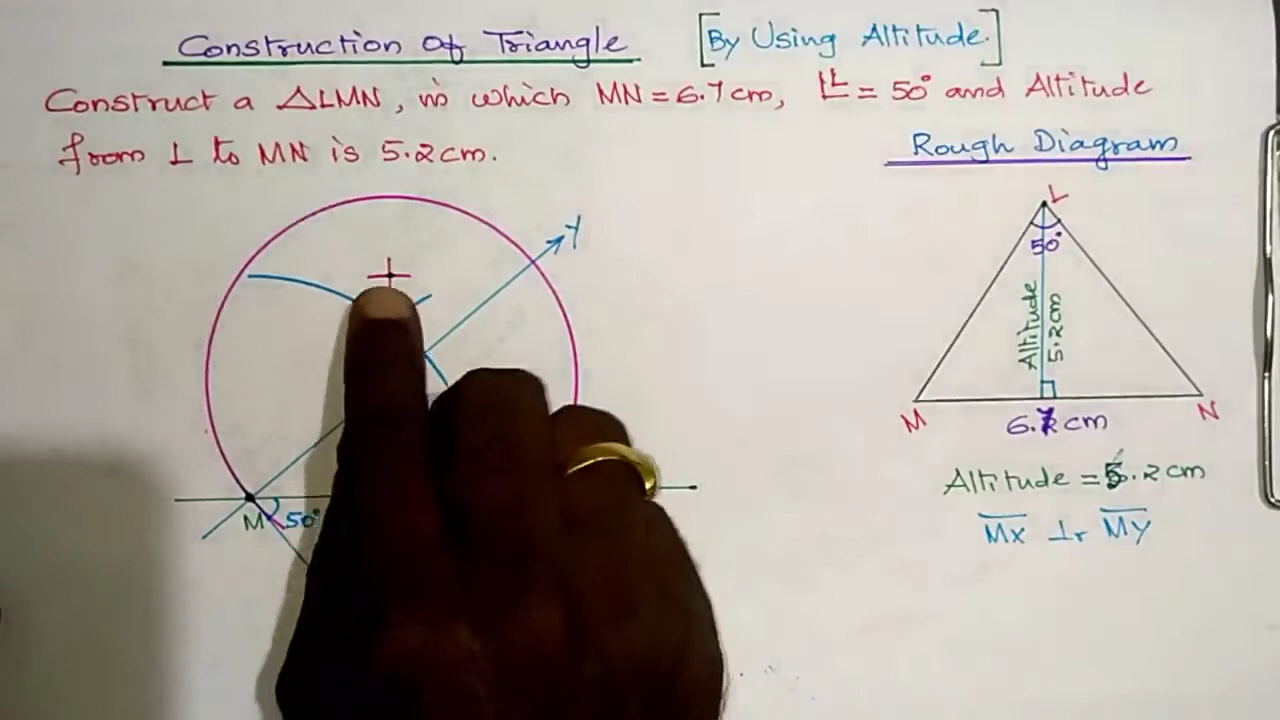 Construction Of Triangle [By Using Altitude.]
Construct a △LMN, in which MN = 6.7 cm, ∟L = 50° and Altitude
from L to MN is 5.2 cm.
Rough Diagram
L
50°
Altitude
5.2cm
M
N
6.7 cm
Altitude = 5.2 cm
MX ⊥r MY
Y
M
50°